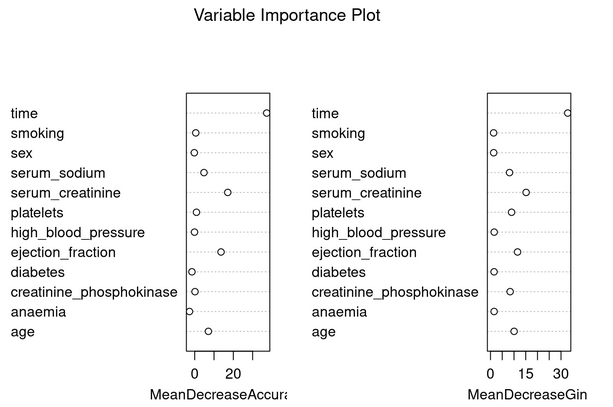 Variable Importance Plot
time
smoking
sex
serum_sodium
serum_creatinine
platelets
high_blood_pressure
ejection_fraction
diabetes
creatinine_phosphokinase
anaemia
age
0 20
MeanDecreaseAccura
time
smoking
sex
serum_sodium
serum_creatinine
platelets
high_blood_pressure
ejection_fraction
diabetes
creatinine_phosphokinase
anaemia
age
0 15 30
MeanDecreaseGin